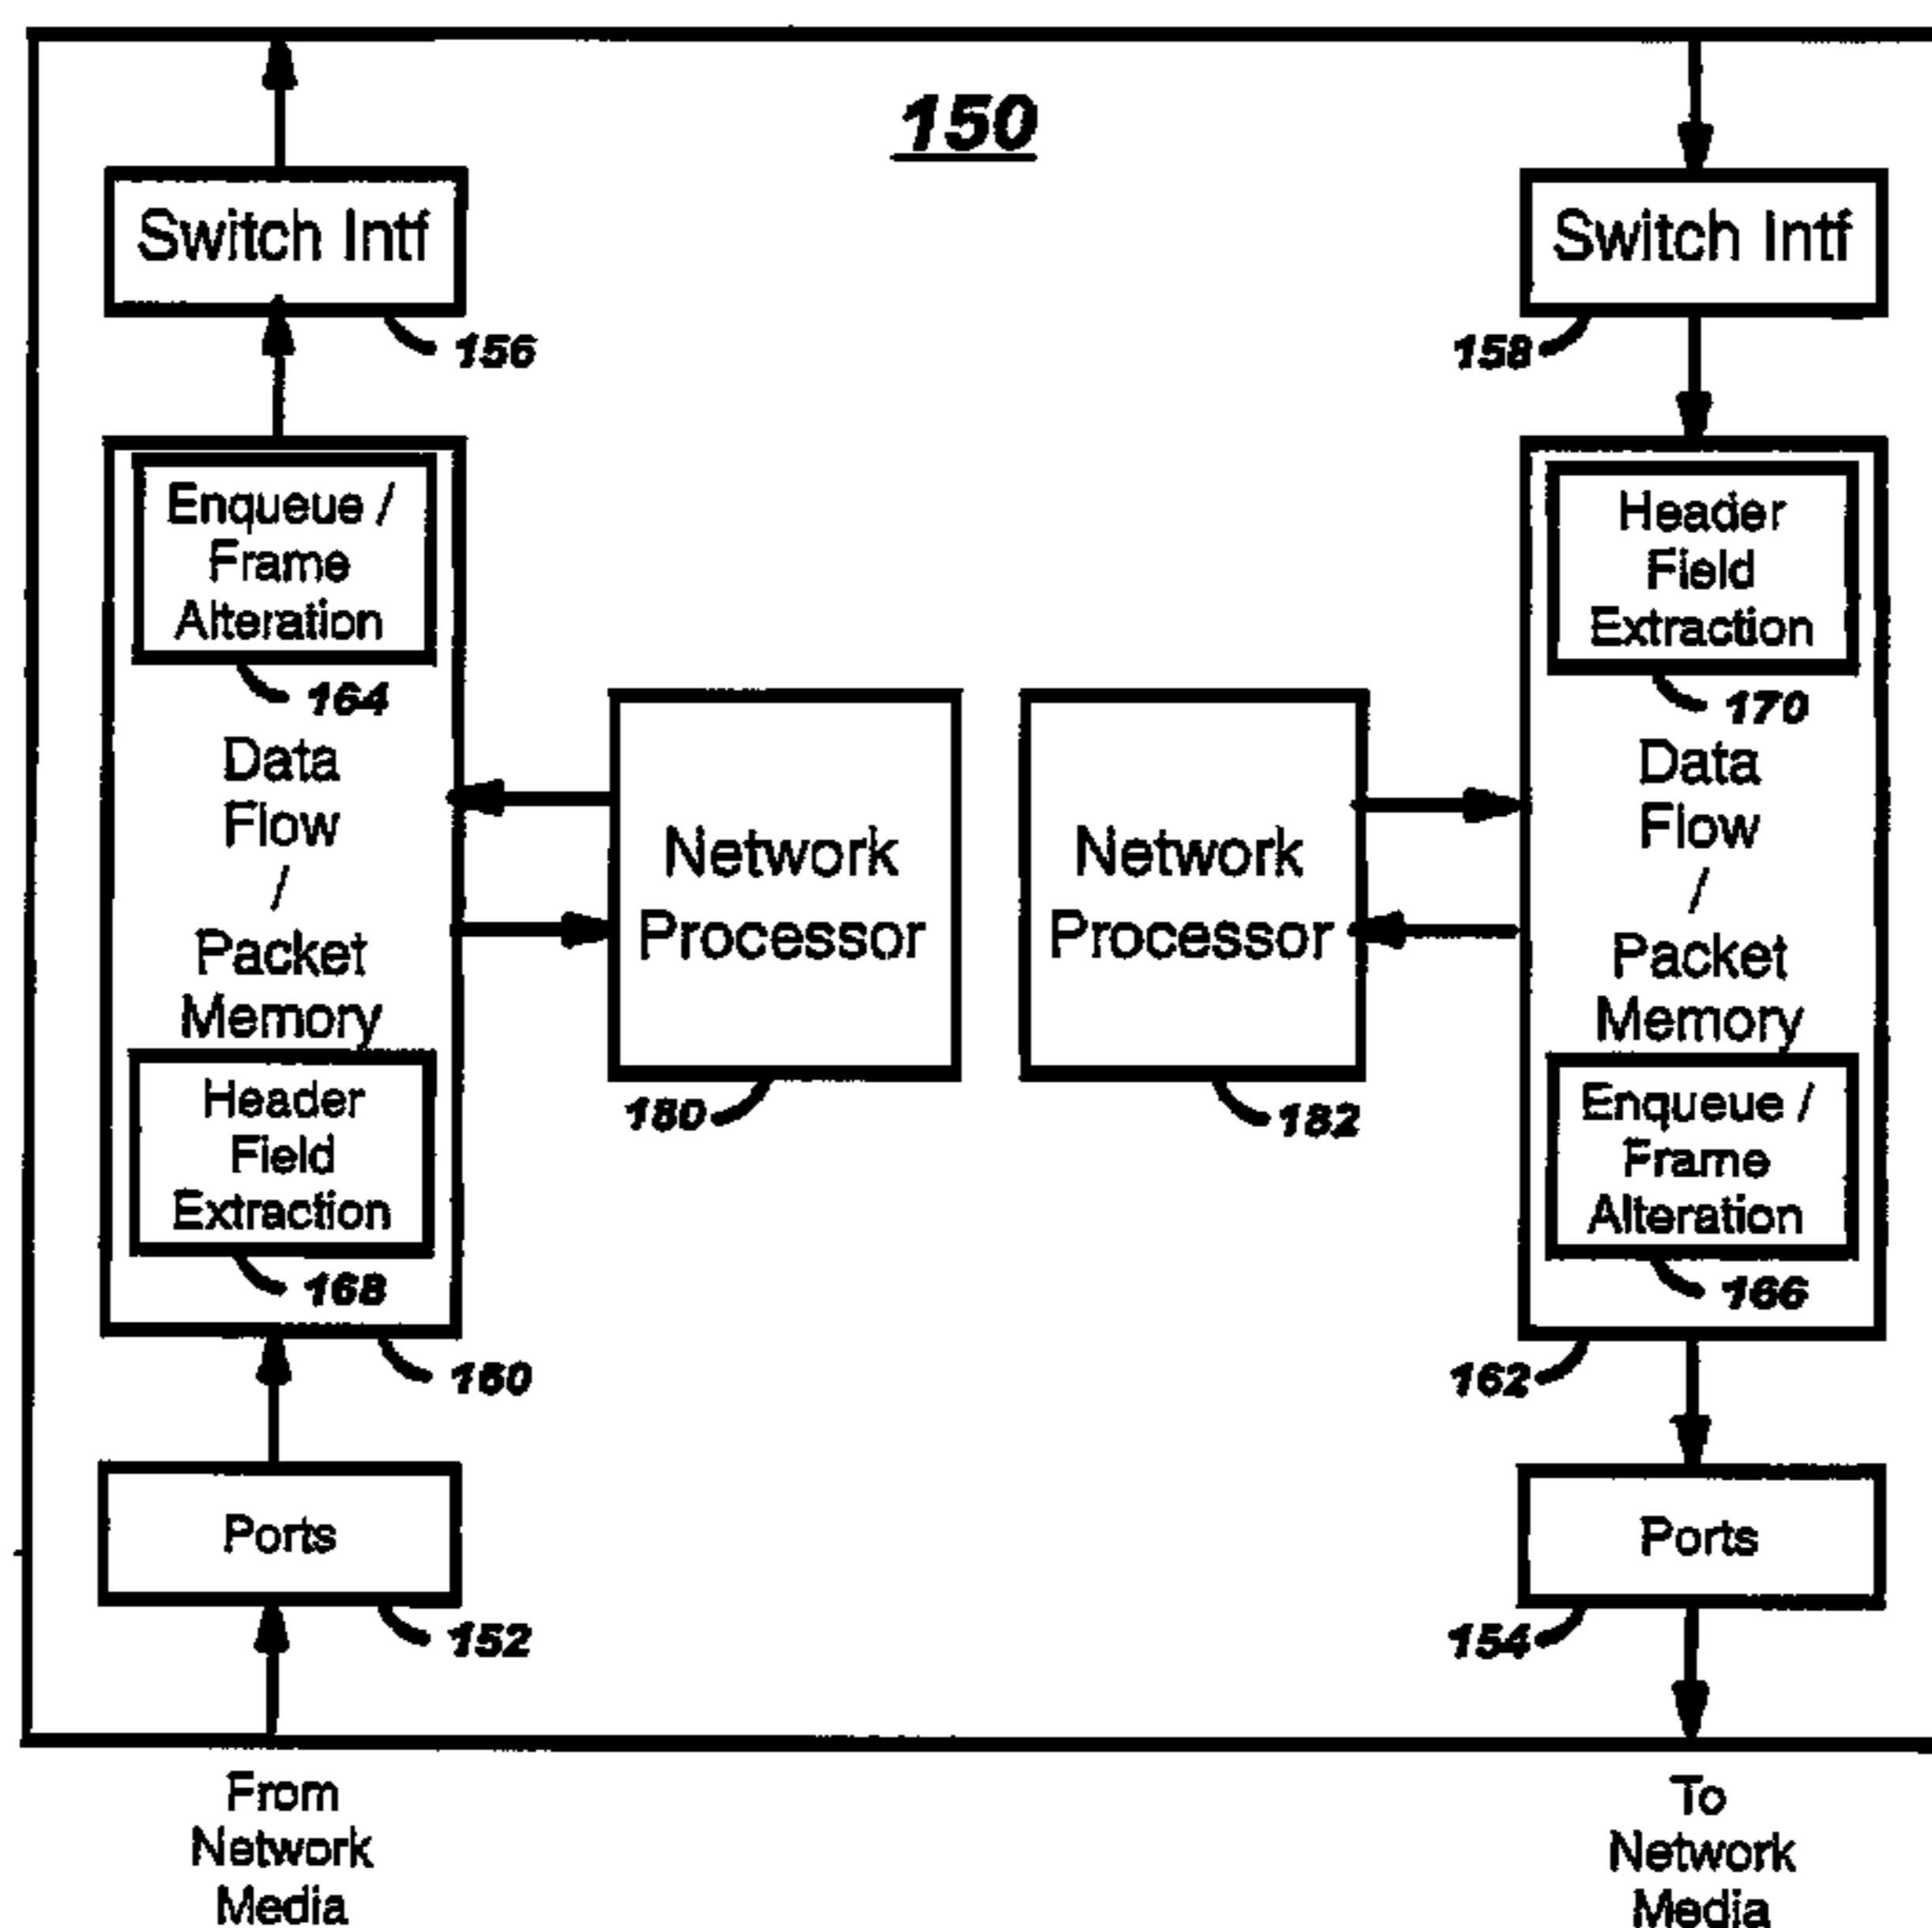 150
Switch Intf
156
Enqueue /
Frame
Alteration
164
Data
Flow
/
Packet
Memory
Header
Field
Extraction
168
160
Ports
152
From
Network
Media
Network
Processor
180
Network
Processor
182
Switch Intf
158
Header
Field
Extraction
170
Data
Flow
/
Packet
Memory
Enqueue /
Frame
Alteration
166
162
Ports
154
To
Network
Media